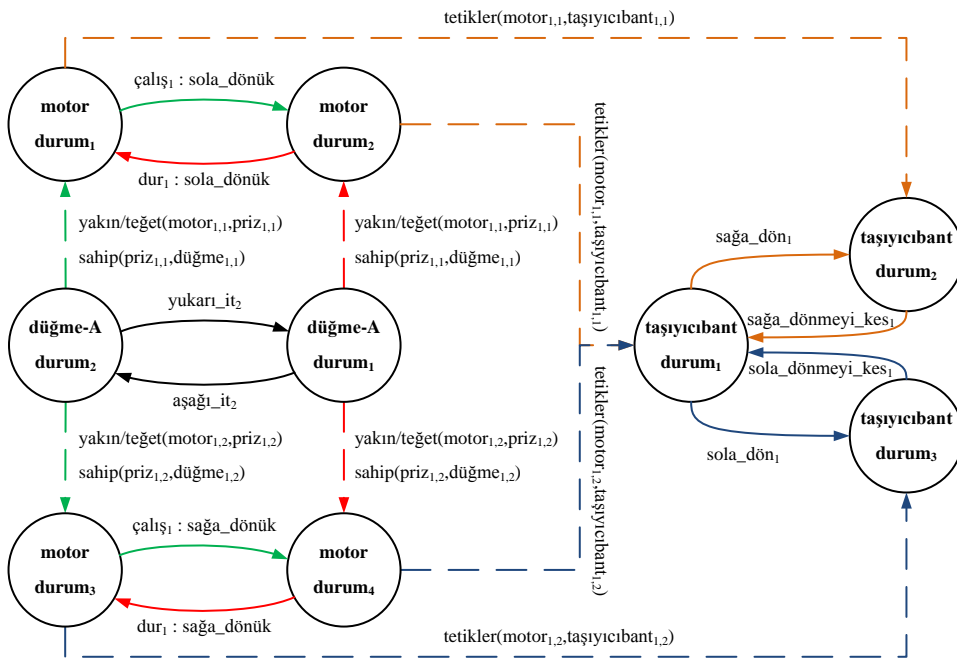 tetikler(motor1,1,taşıyıcıbant1,1)
çalış1 : sola_dönük
motor
durum1
motor
durum2
dur1 : sola_dönük
tetikler(motor1,1,taşıyıcıbant1,1)
yakın/teğet(motor1,1,priz1,1)
sahip(priz1,1,düğme1,1)
yakın/teğet(motor1,1,priz1,1)
sahip(priz1,1,düğme1,1)
sağa_dön1
taşıyıcıbant
durum2
yukarı_it2
düğme-A
durum2
düğme-A
durum1
aşağı_it2
taşıyıcıbant
durum1
sağa_dönmeyi_kes1
sola_dönmeyi_kes1
tetikler(motor1,2,taşıyıcıbant1,2)
yakın/teğet(motor1,2,priz1,2)
sahip(priz1,2,düğme1,2)
yakın/teğet(motor1,2,priz1,2)
sahip(priz1,2,düğme1,2)
sola_dön1
taşıyıcıbant
durum3
çalış1 : sağa_dönük
motor
durum3
motor
durum4
dur1 : sağa_dönük
tetikler(motor1,2,taşıyıcıbant1,2)